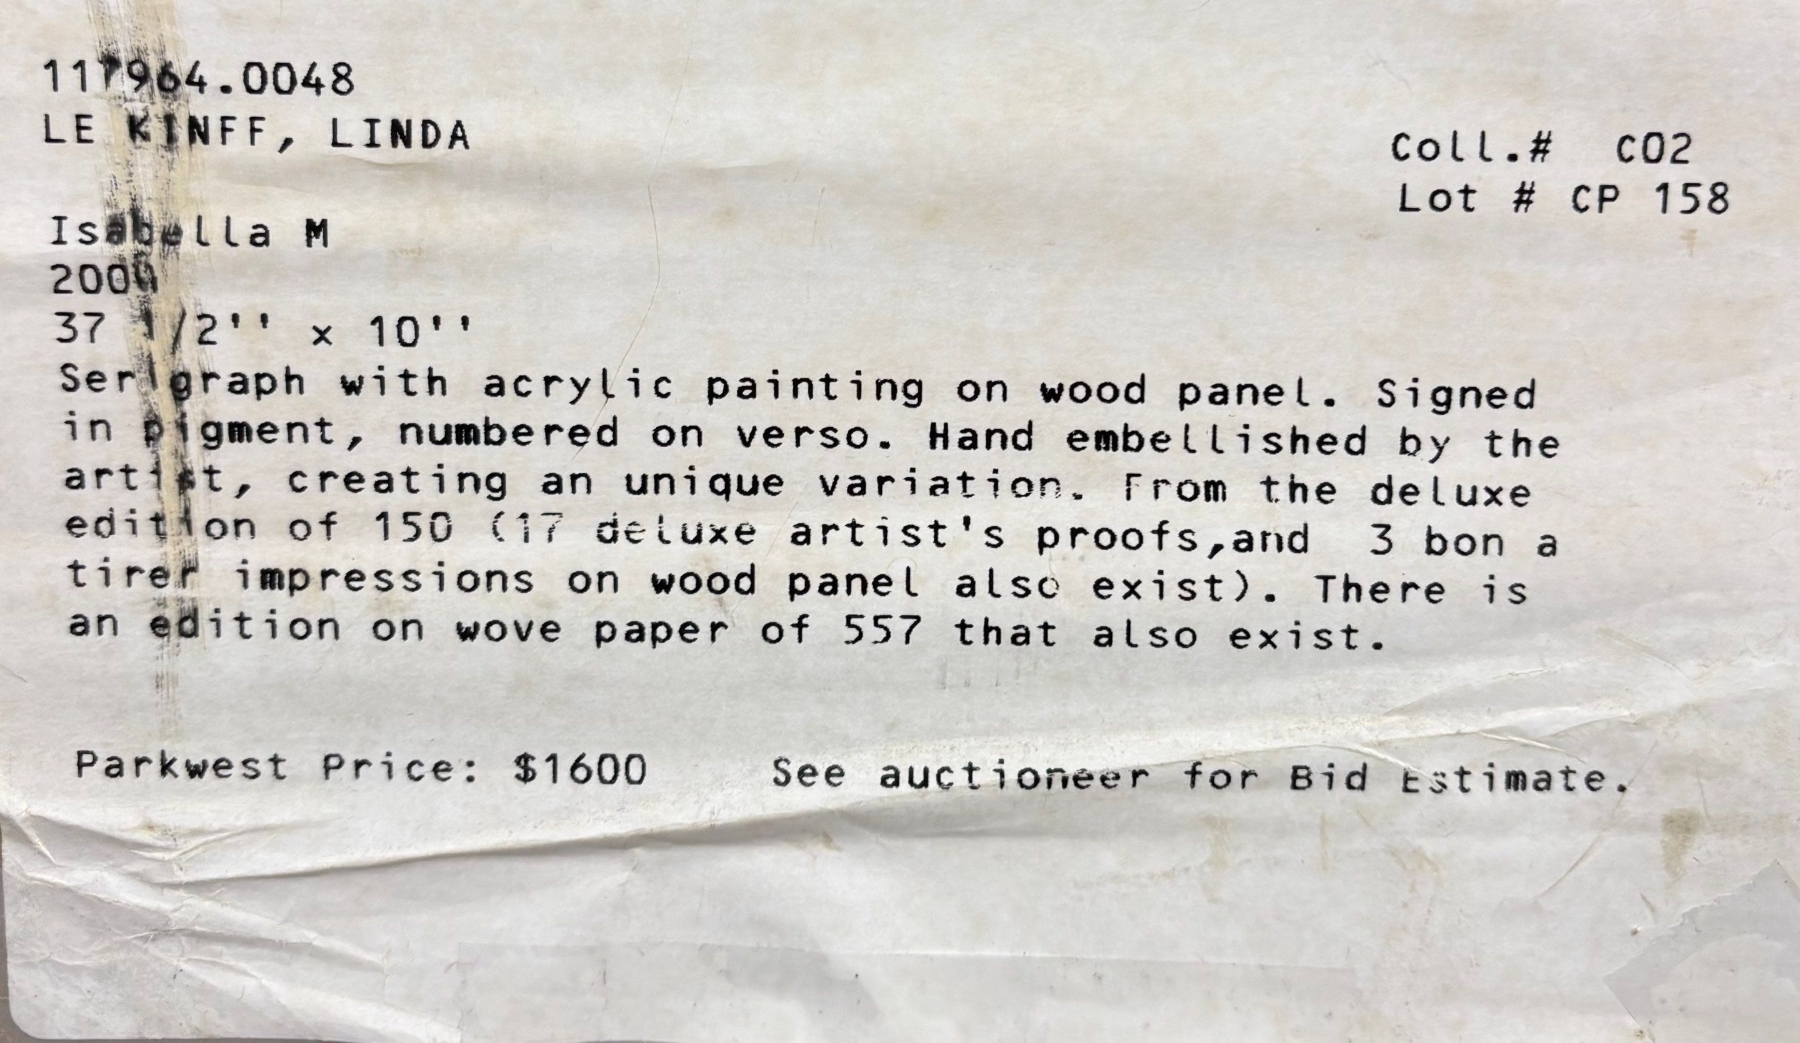 117964.0048
LE KINFF, LINDA
Coll.# C02
Lot # CP 158
Isabella M
37 1/2'' x 10''
Serigraph with acrylic painting on wood panel. Signed
in pigment, numbered on verso. Hand embellished by the
artist, creating an unique variation. From the deluxe
edition of 150 (17 deluxe artist's proofs,and 3 bon a
tirer impressions on wood panel also exist). There is
an edition on wove paper of 557 that also exist.
Parkwest Price: $1600 See auctioneer for Bid Estimate.